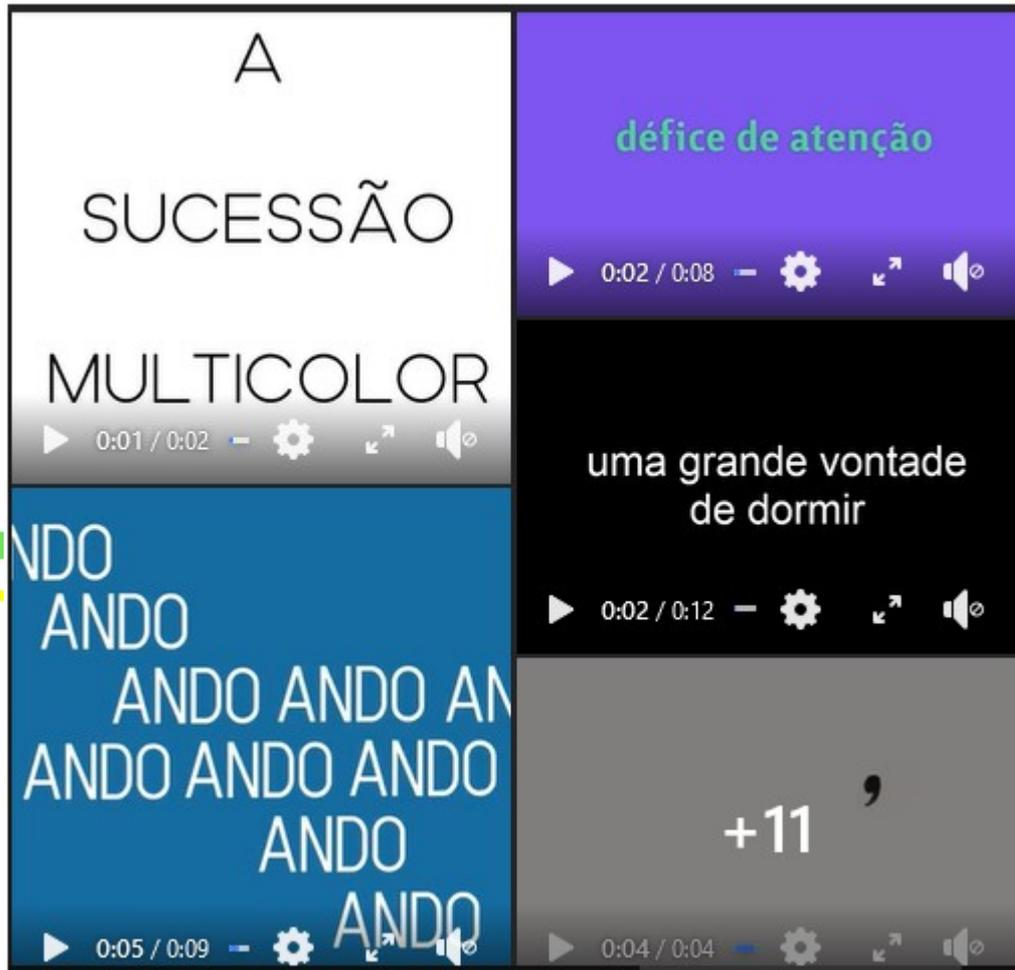 A
SUCESSÃO
MULTICOLOR
0:01 / 0:02
NDO
ANDO
ANDO ANDO AN
ANDO ANDO ANDO
ANDO
ANDO
0:05 / 0:09
défice de atenção
0:02 / 0:08
uma grande vontade
de dormir
0:02 / 0:12
,
+11
0:04 / 0:04